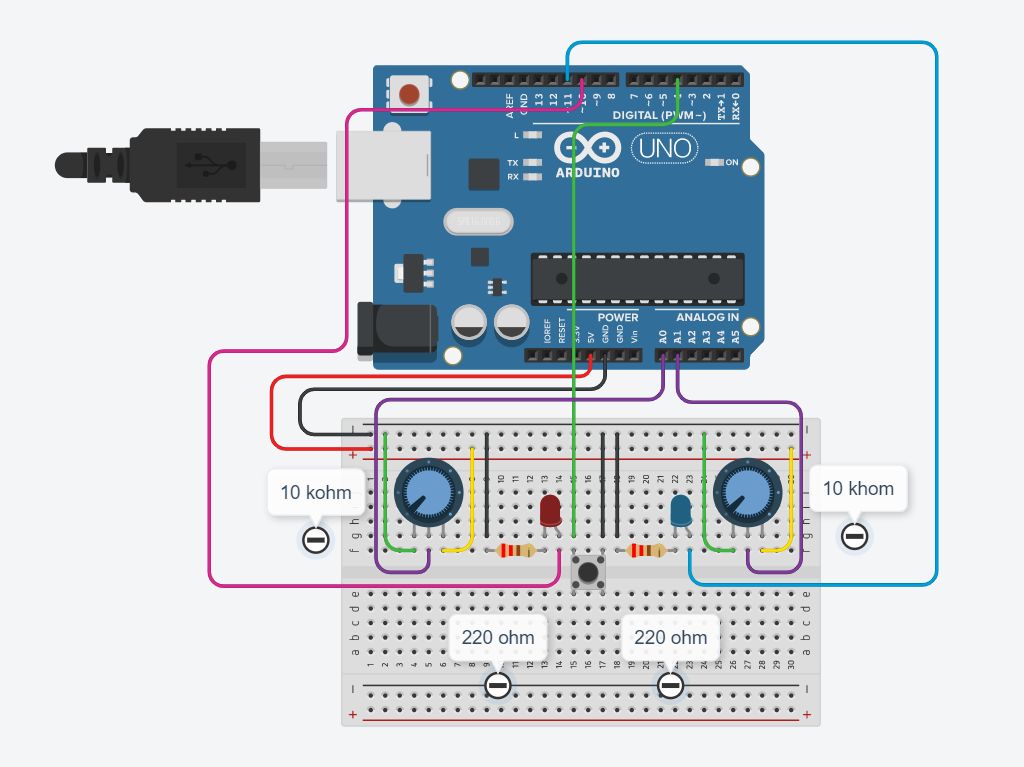 AREF
GND
13
12
~11
~10
~9
8
7
~6
~5
4
~3
2
TX→1
RX←0
DIGITAL (PWM~)
L
TX
RX
ARDUINO
UNO
ON
POWER
ANALOG IN
IOREF
RESET
3.3V
5V
GND
GND
Vin
A0
A1
A2
A3
A4
A5
10 kohm
10 khom
220 ohm
220 ohm